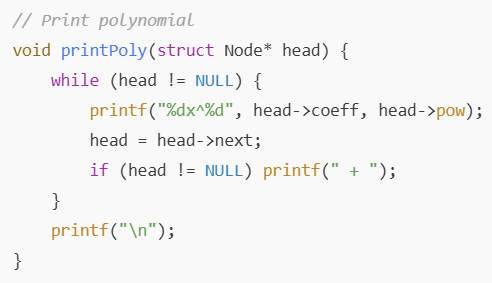 // Print polynomial
void printPoly(struct Node* head) {
    while (head != NULL) {
        printf("%dx^%d", head->coeff, head->pow);
        head = head->next;
        if (head != NULL) printf(" + ");
    }
    printf("\n");
}